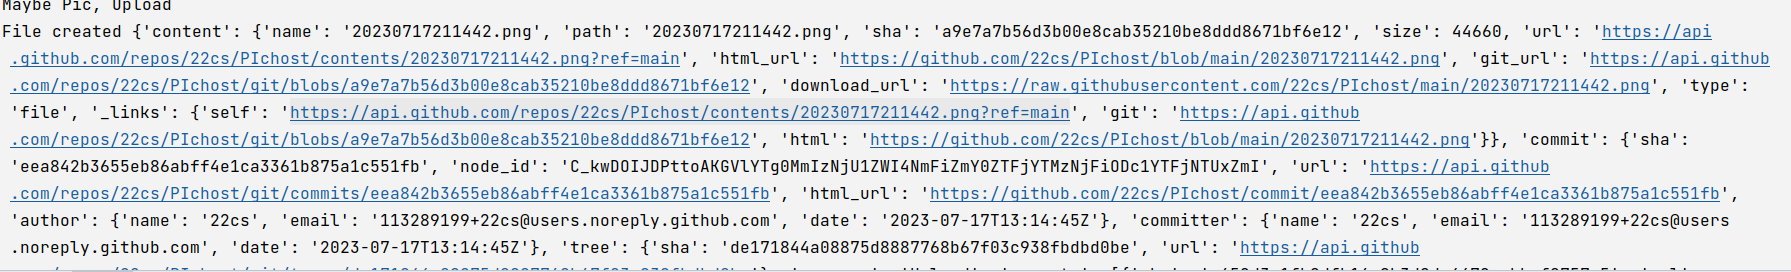 Maybe Pic, Upload
File created {'content': {'name': '20230717211442.png', 'path': '20230717211442.png', 'sha': 'a9e7a7b56d3b00e8cab35210be8ddd8671bf6e12', 'size': 44660, 'url': 'https://api
.github.com/repos/22cs/PIchost/contents/20230717211442.png?ref=main', 'html_url': 'https://github.com/22cs/PIchost/blob/main/20230717211442.png', 'git_url': 'https://api.github
.com/repos/22cs/PIchost/git/blobs/a9e7a7b56d3b00e8cab35210be8ddd8671bf6e12', 'download_url': 'https://raw.githubusercontent.com/22cs/PIchost/main/20230717211442.png', 'type':
'file', '_links': {'self': 'https://api.github.com/repos/22cs/PIchost/contents/20230717211442.png?ref=main', 'git': 'https://api.github
.com/repos/22cs/PIchost/git/blobs/a9e7a7b56d3b00e8cab35210be8ddd8671bf6e12', 'html': 'https://github.com/22cs/PIchost/blob/main/20230717211442.png'}}, 'commit': {'sha':
'eea842b3655eb86abff4e1ca3361b875a1c551fb', 'node_id': 'C_kwDOIJDPttoAKGVlYTg0MmIzNjU1ZWI4NmFiZmY0ZTFjYTMzNjFiODc1YTFjNTUxZmI', 'url': 'https://api.github
.com/repos/22cs/PIchost/git/commits/eea842b3655eb86abff4e1ca3361b875a1c551fb', 'html_url': 'https://github.com/22cs/PIchost/commit/eea842b3655eb86abff4e1ca3361b875a1c551fb',
'author': {'name': '22cs', 'email': '113289199+22cs@users.noreply.github.com', 'date': '2023-07-17T13:14:45Z'}, 'committer': {'name': '22cs', 'email': '113289199+22cs@users
.noreply.github.com', 'date': '2023-07-17T13:14:45Z'}, 'tree': {'sha': 'de171844a08875d8887768b67f03c938fbdbd0be', 'url': 'https://api.github